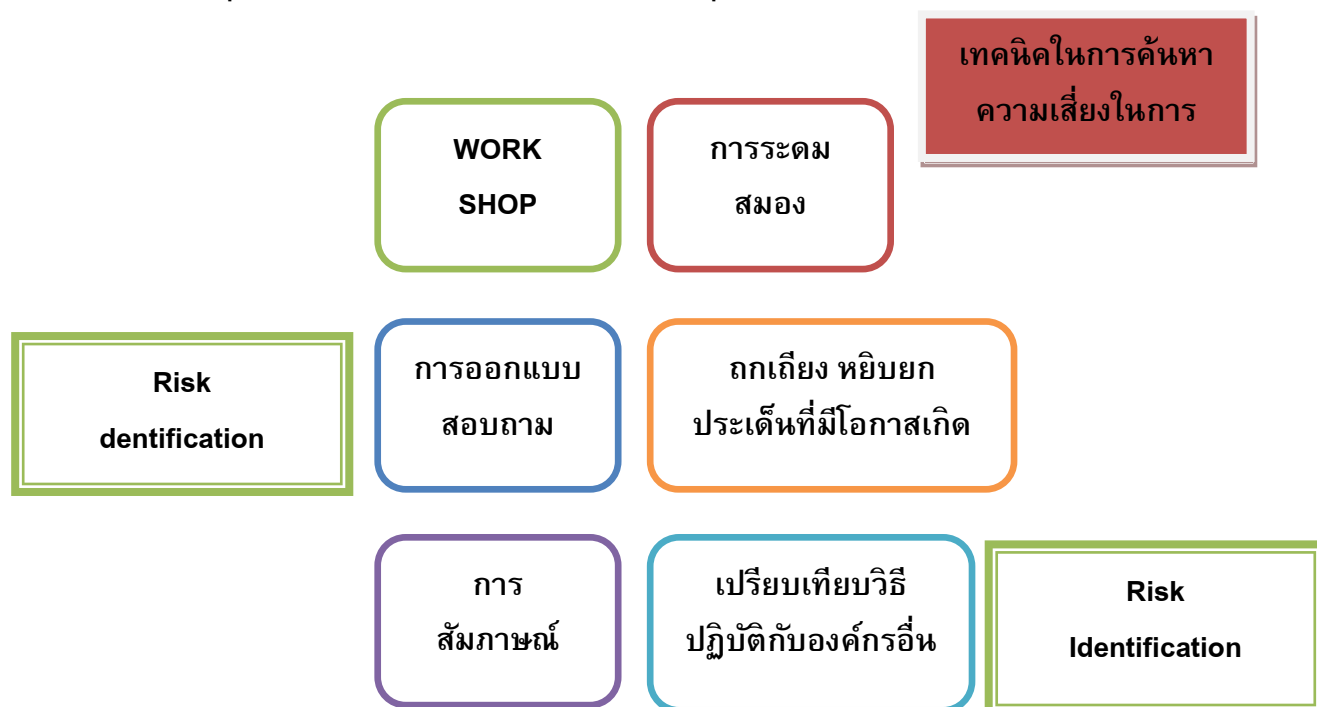 เทคนิคในการค้นหา
ความเสี่ยงในการ
WORK
SHOP
การระดม
สมอง
Risk
dentification
การออกแบบ
สอบถาม
ถกเถียง หยิบยก
ประเด็นที่มีโอกาสเกิด
การ
สัมภาษณ์
เปรียบเทียบวิธี
ปฏิบัติกับองค์กรอื่น
Risk
Identification